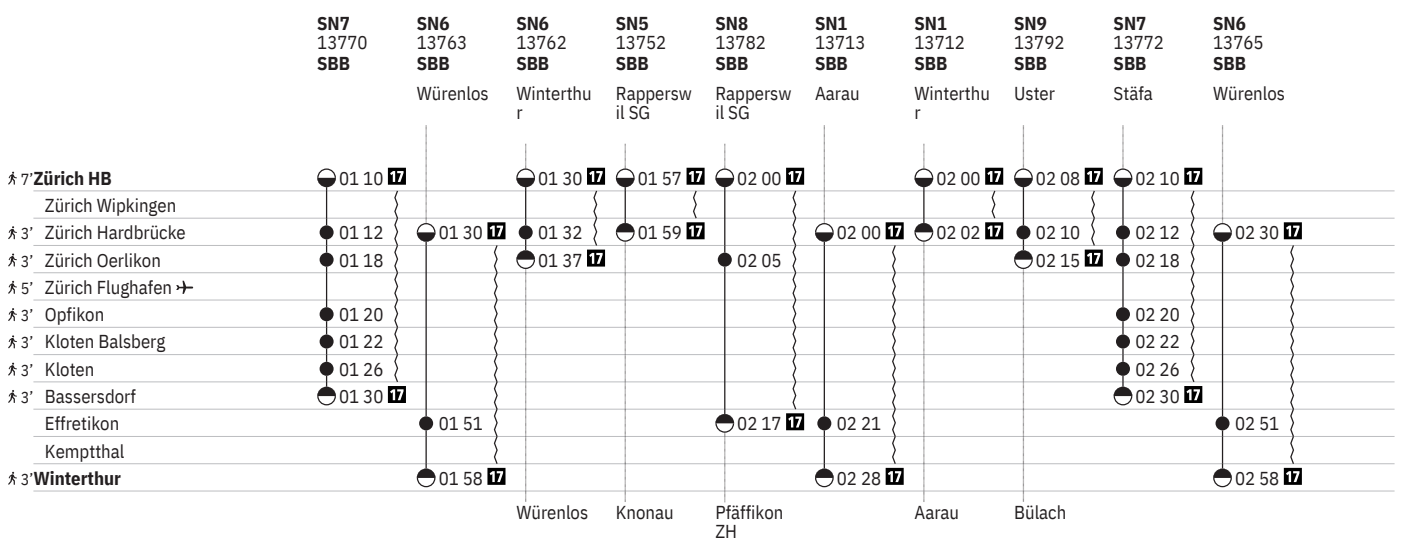 SN7 SN6 SN6 SN5 SN8 SN1 SN1 SN9 SN7 SN6
13770 13763 13762 13752 13782 13713 13712 13792 13772 13765
SBB SBB SBB SBB SBB SBB SBB SBB SBB SBB
Würenlos Winterthu Rappersw Rappersw Aarau Winterthu Uster Stäfa Würenlos
r il SG il SG r
7’ Zürich HB 01 10 17 01 30 17 01 57 17 02 00 17 02 00 17 02 08 17 02 10 17
Zürich Wipkingen
3’ Zürich Hardbrücke 01 12 01 30 17 01 32 01 59 17 02 00 17 02 02 17 02 10 02 12 02 30 17
3’ Zürich Oerlikon 01 18 01 37 17 02 05 02 15 17 02 18
5’ Zürich Flughafen
3’ Opfikon 01 20 02 20
3’ Kloten Balsberg 01 22 02 22
3’ Kloten 01 26 02 26
3’ Bassersdorf 01 30 17 02 30 17
Effretikon 01 51 02 17 17 02 21 02 51
Kemptthal
3’ Winterthur 01 58 17 02 28 17 02 58 17
Würenlos Knonau Pfäffikon Aarau Bülach
ZH